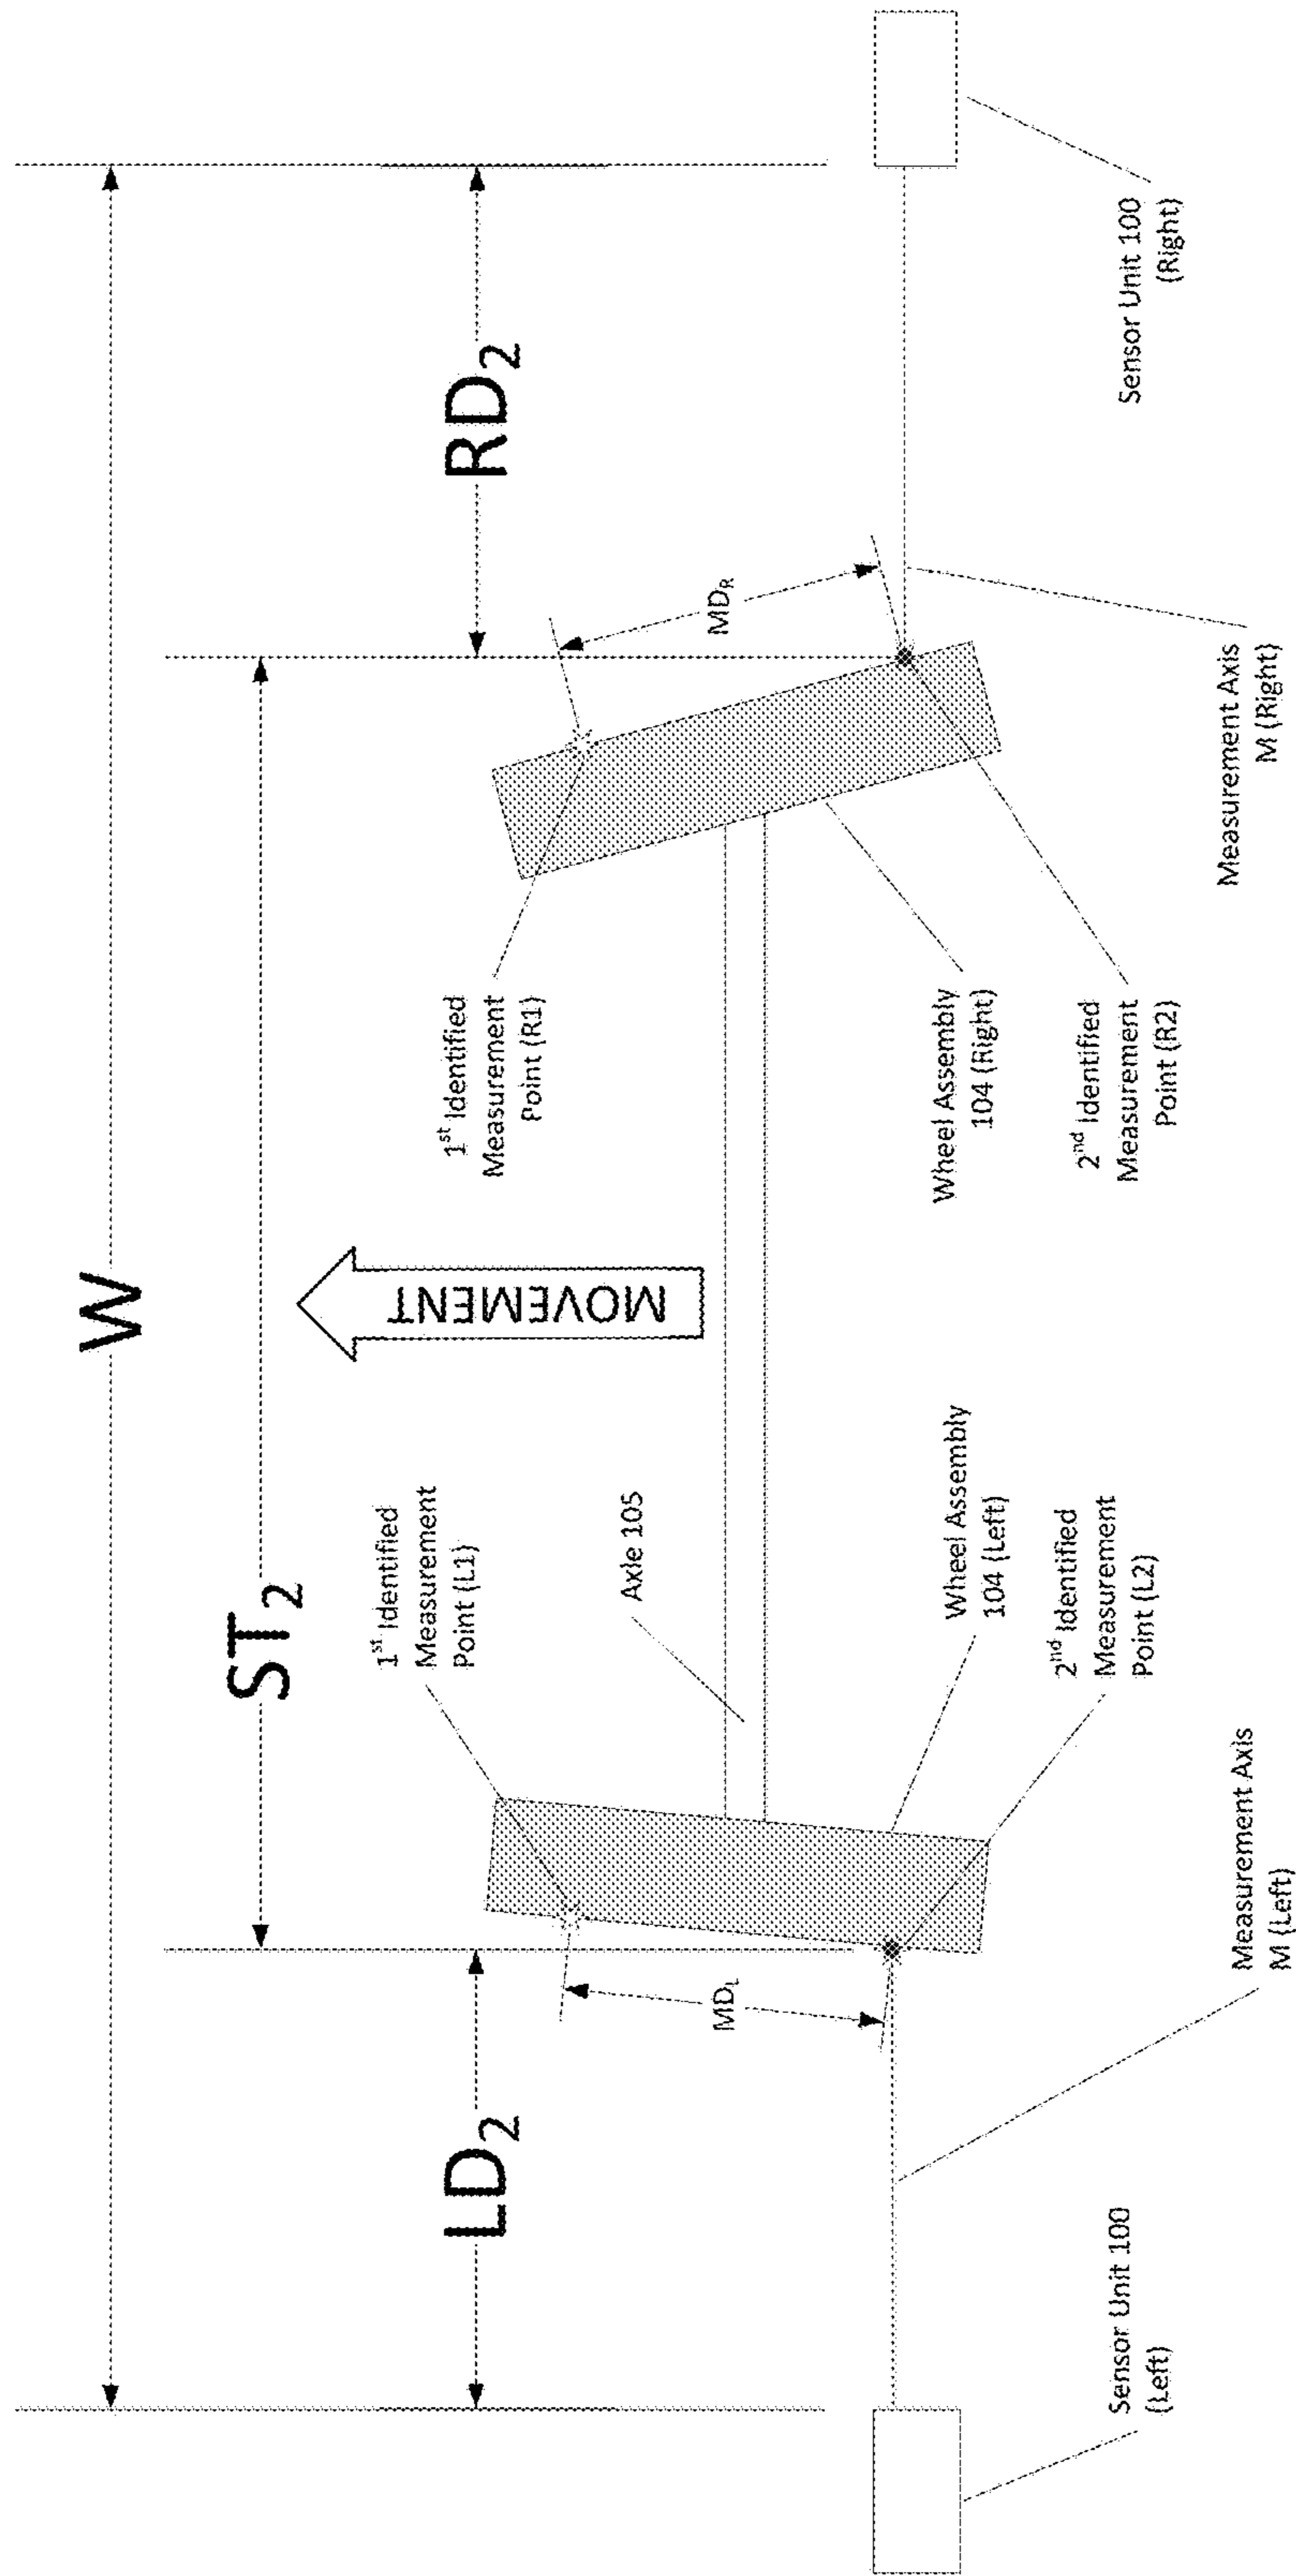 W
ST2
LD2
RD2
MOVEMENT
1st Identified
Measurement
Point (L1)
1st Identified
Measurement
Point (R1)
MDL
MDR
Axle 105
Wheel Assembly
104 (Left)
2nd Identified
Measurement
Point (L2)
Wheel Assembly
104 (Right)
2nd Identified
Measurement
Point (R2)
Sensor Unit 100
(Left)
Measurement Axis
M (Left)
Measurement Axis
M (Right)
Sensor Unit 100
(Right)